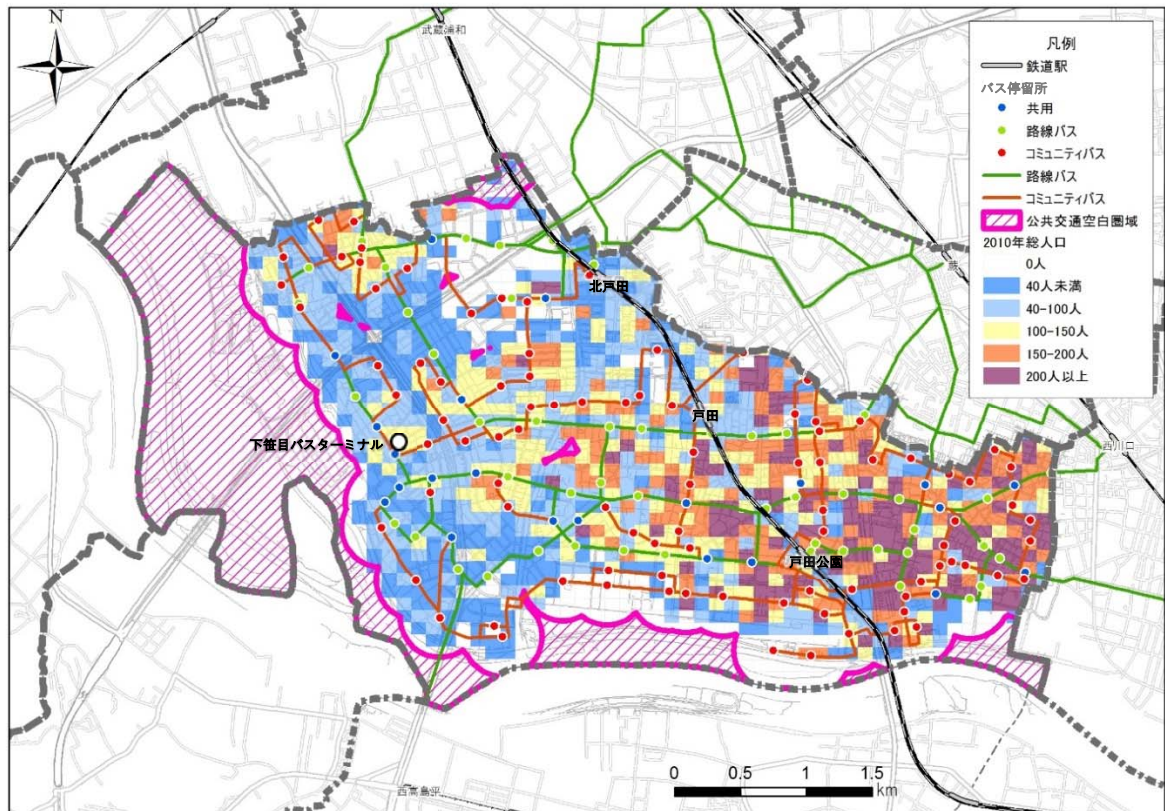 N
武蔵浦和
凡例
鉄道駅
バス停留所
共用
路線バス
コミュニティバス
路線バス
コミュニティバス
公共交通空白圏域
2010年総人口
0人
40人未満
40-100人
100-150人
150-200人
200人以上
蕨
北戸田
戸田
下笹目バスターミナル
西川口
戸田公園
0 0.5 1 1.5
km
西高島平